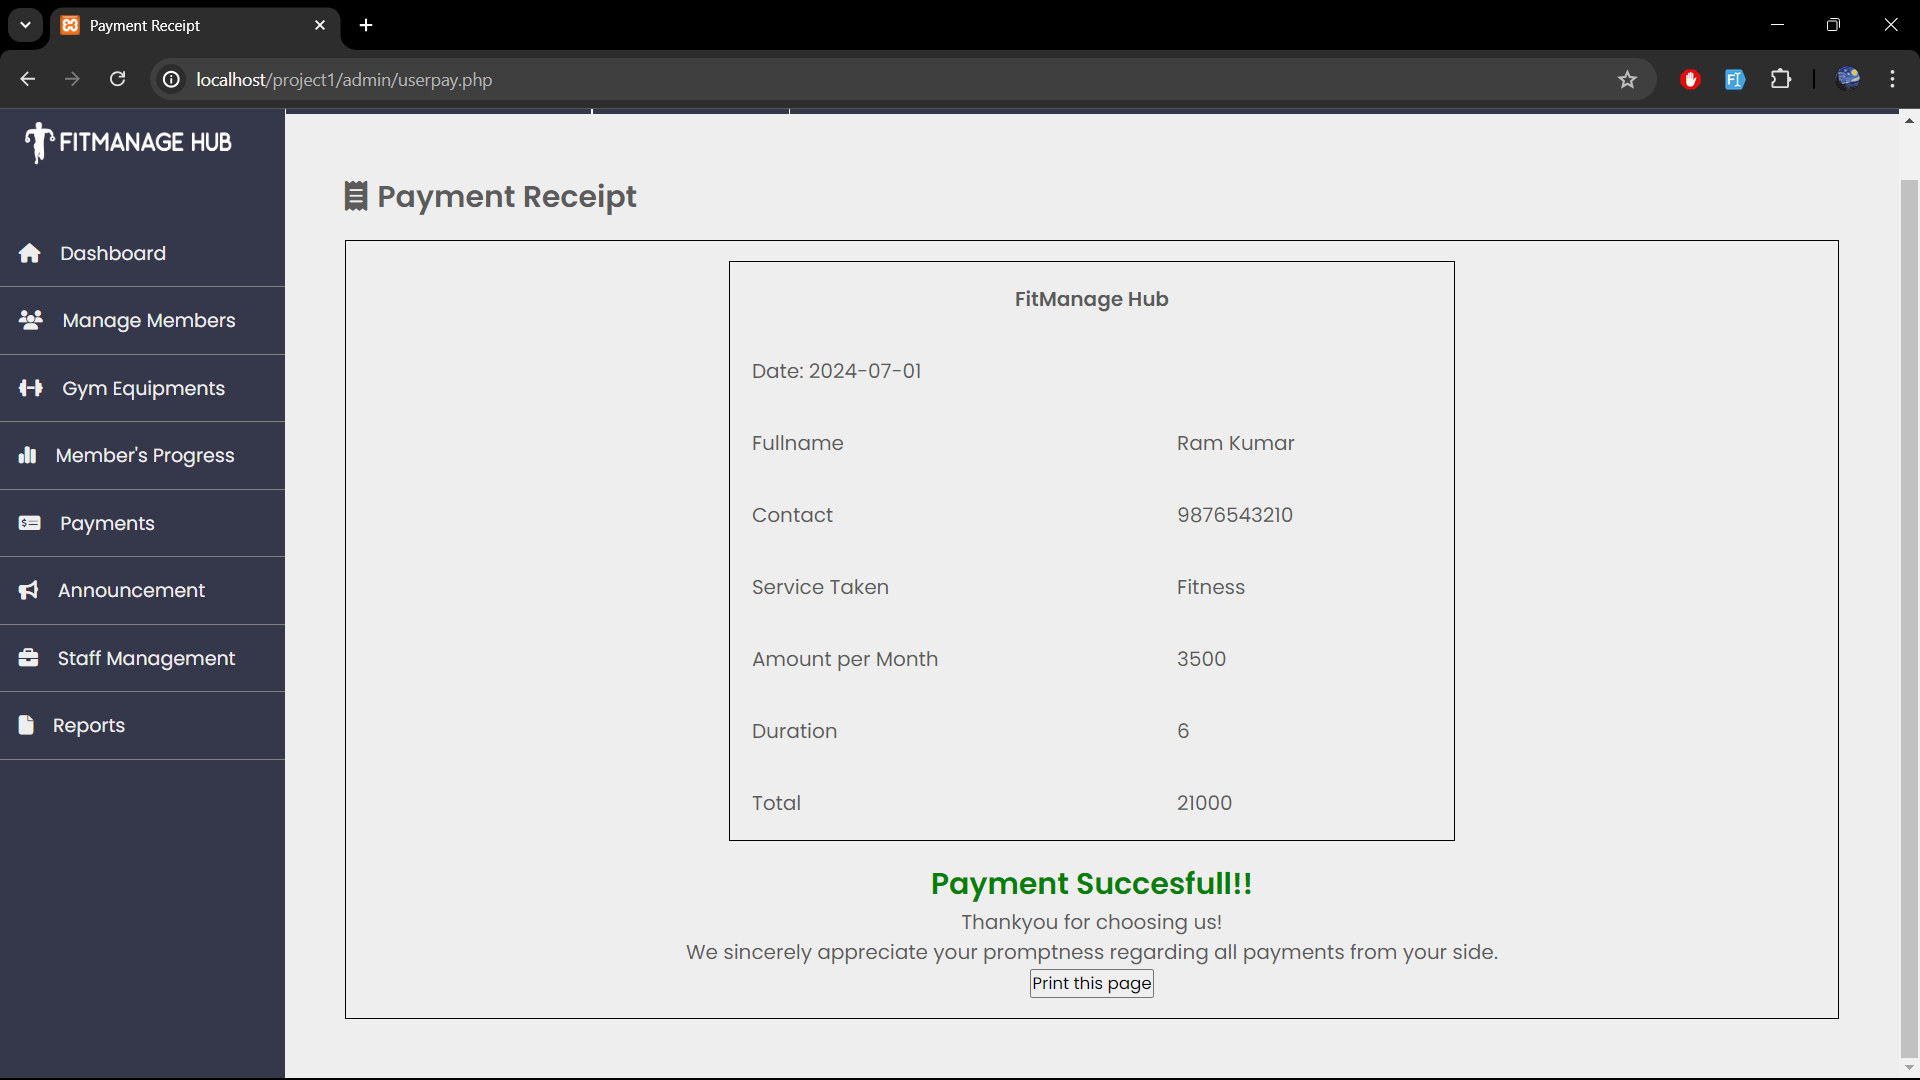 Payment Receipt
localhost/project1/admin/userpay.php
FITMANAGE HUB
Dashboard
Manage Members
Gym Equipments
Member's Progress
Payments
Announcement
Staff Management
Reports
Payment Receipt
FitManage Hub
Date: 2024-07-01
Fullname Ram Kumar
Contact 9876543210
Service Taken Fitness
Amount per Month 3500
Duration 6
Total 21000
Payment Succesfull!!
Thankyou for choosing us!
We sincerely appreciate your promptness regarding all payments from your side.
Print this page